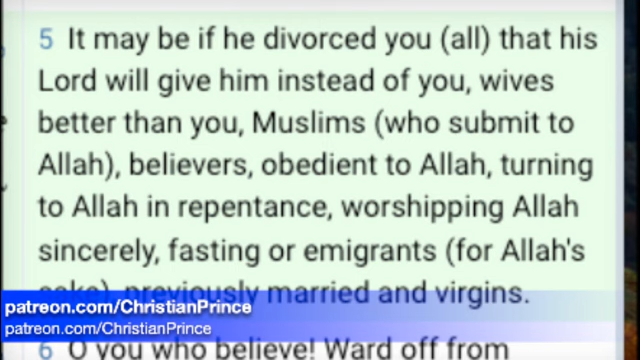 5 It may be if he divorced you (all) that his
Lord will give him instead of you, wives
better than you, Muslims (who submit to
Allah), believers, obedient to Allah, turning
to Allah in repentance, worshipping Allah
sincerely, fasting or emigrants (for Allah's
sake), previously married and virgins.
patreon.com/ChristianPrince
patreon.com/ChristianPrince
6 O you who believe! Ward off from